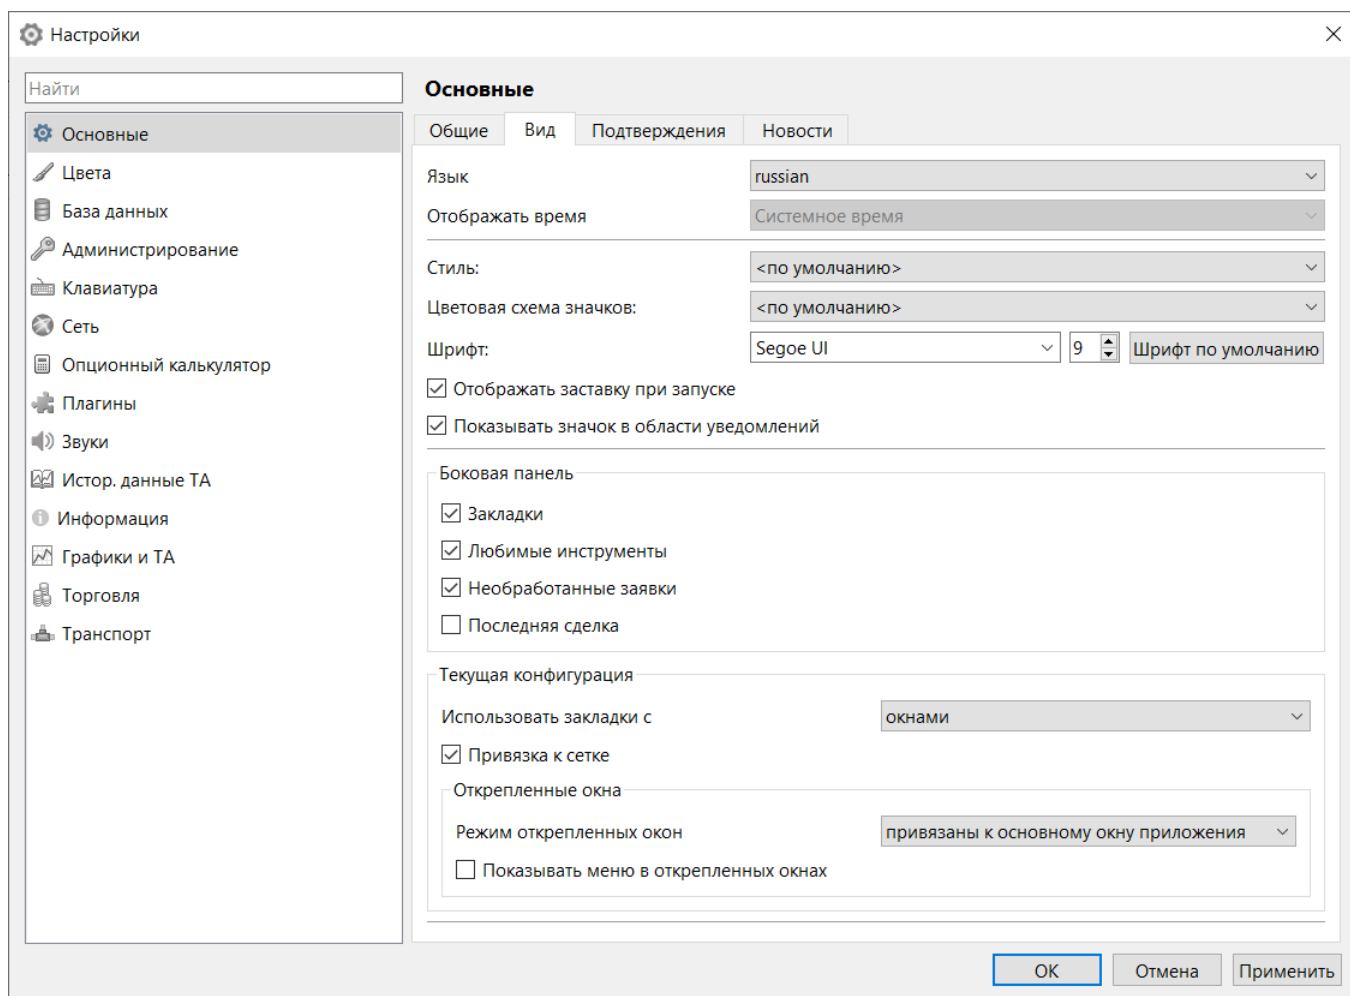 Настройки
Найти
Основные
Цвета
База данных
Администрирование
Клавиатура
Сеть
Опционный калькулятор
Плагины
Звуки
Истор. данные ТА
Информация
Графики и ТА
Торговля
Транспорт
Основные
Общие Вид Подтверждения Новости
Язык russian
Отображать время Системное время
Стиль: <по умолчанию>
Цветовая схема значков: <по умолчанию>
Шрифт: Segoe UI 9 Шрифт по умолчанию
Отображать заставку при запуске
Показывать значок в области уведомлений
Боковая панель
Закладки
Любимые инструменты
Необработанные заявки
Последняя сделка
Текущая конфигурация
Использовать закладки с окнами
Привязка к сетке
Открепленные окна
Режим открепленных окон привязаны к основному окну приложения
Показывать меню в открепленных окнах
OK Отмена Применить